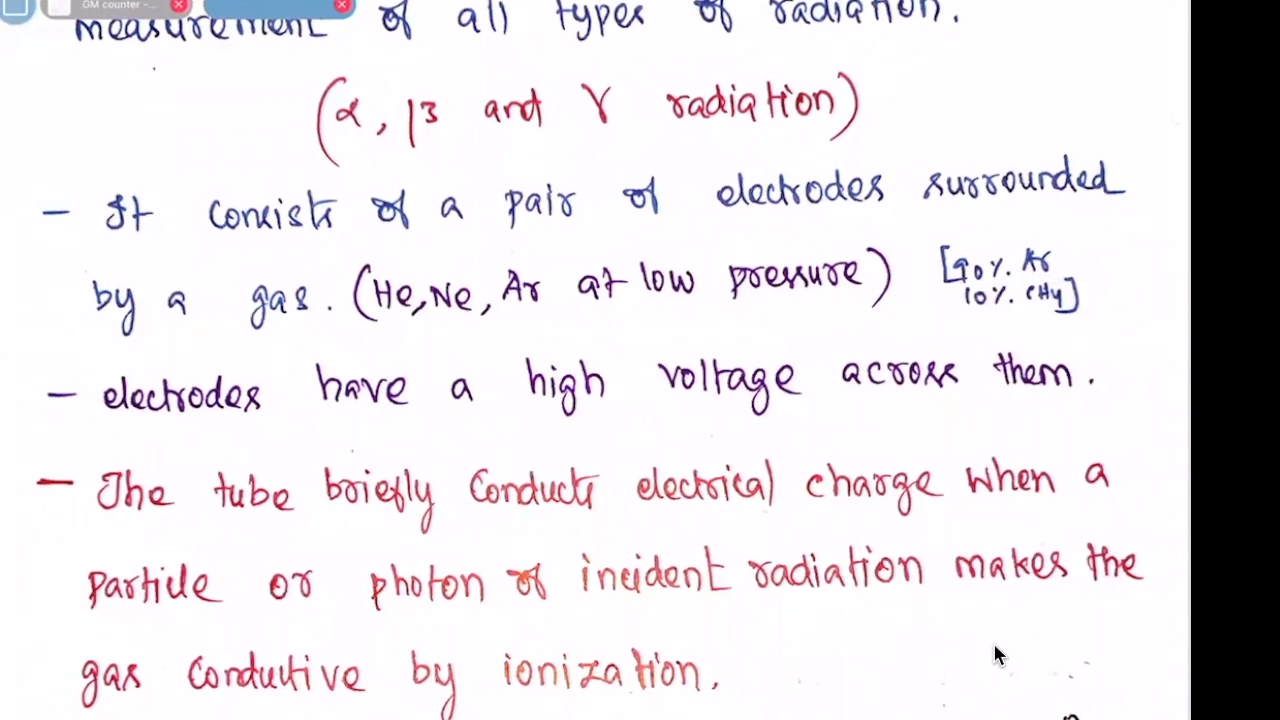 GM counter -...
measurement of all types of radiation.
(α, β and γ radiation)
- It consists of a pair of electrodes surrounded
by a gas. (He, Ne, Ar at low pressure) [90%. Ar
10%. CH4]
- electrodes have a high voltage across them.
- The tube briefly conducts electrical charge when a
particle or photon of incident radiation makes the
gas conductive by ionization.